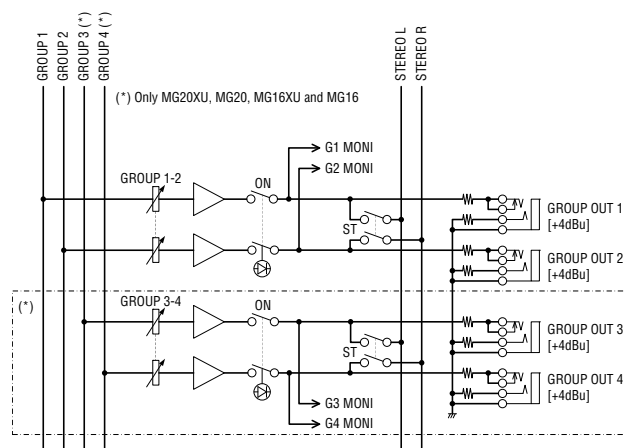 GROUP 1
GROUP 2
GROUP 3 (*)
GROUP 4 (*)
STEREO L
STEREO R
(*) Only MG20XU, MG20, MG16XU and MG16
G1 MONI
G2 MONI
GROUP 1-2
ON
ST
GROUP OUT 1
[+4dBu]
GROUP OUT 2
[+4dBu]
(*)
GROUP 3-4
ON
ST
GROUP OUT 3
[+4dBu]
GROUP OUT 4
[+4dBu]
G3 MONI
G4 MONI